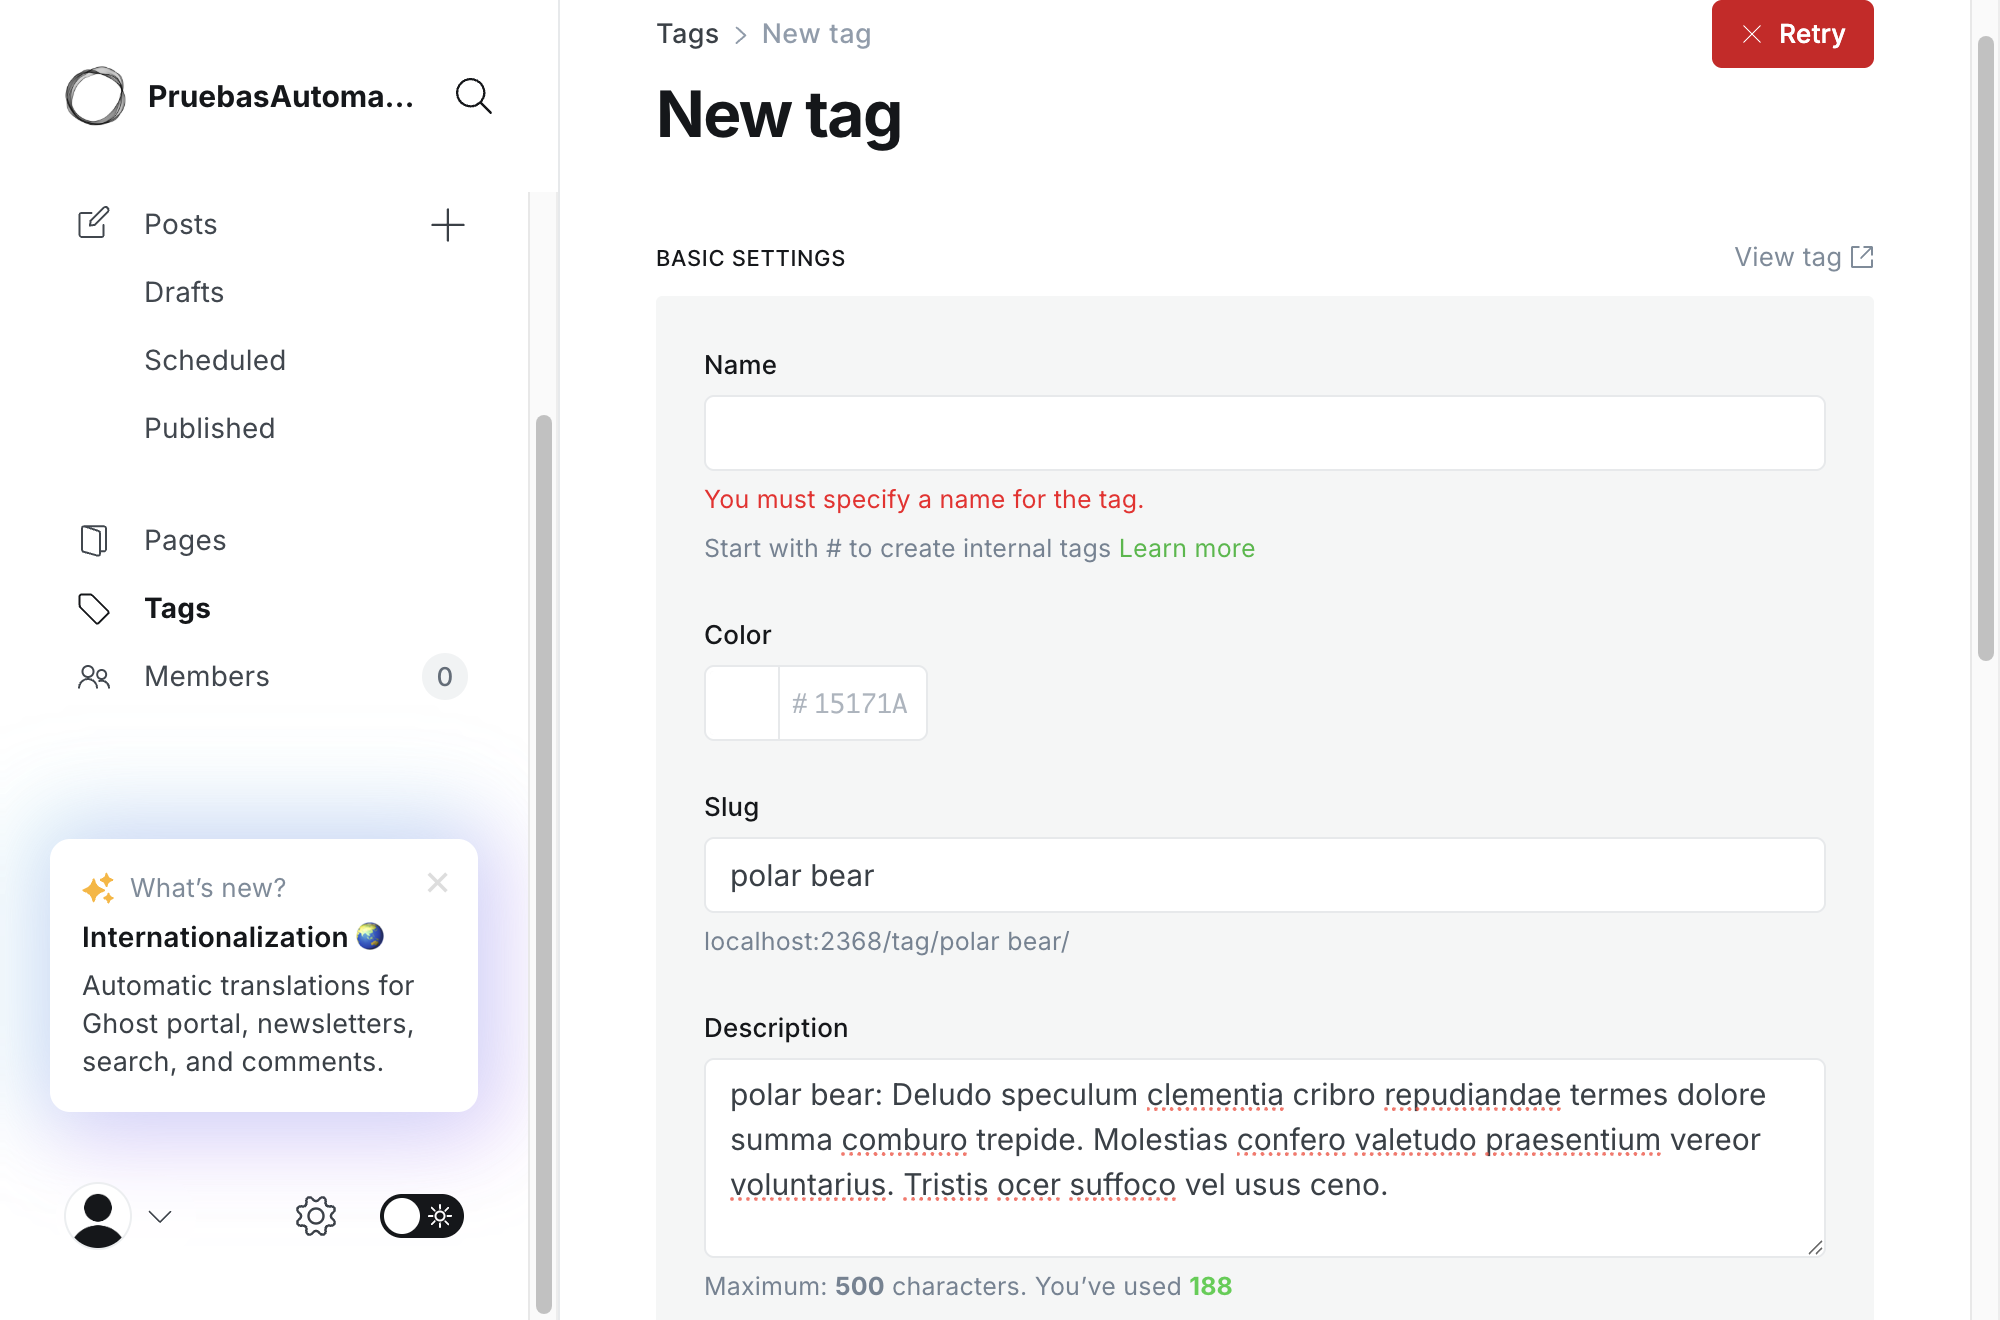 PruebasAutoma...
Posts
Drafts
Scheduled
Published
Pages
Tags
Members
0
What’s new?
Internationalization 🌏
Automatic translations for
Ghost portal, newsletters,
search, and comments.
Tags > New tag
Retry
New tag
BASIC SETTINGS
View tag
Name
You must specify a name for the tag.
Start with # to create internal tags Learn more
Color
# 15171A
Slug
polar bear
localhost:2368/tag/polar bear/
Description
polar bear: Deludo speculum clementia cribro repudiandae termes dolore
summa comburo trepide. Molestias confero valetudo praesentium vereor
voluntarius. Tristis ocer suffoco vel usus ceno.
Maximum: 500 characters. You’ve used 188